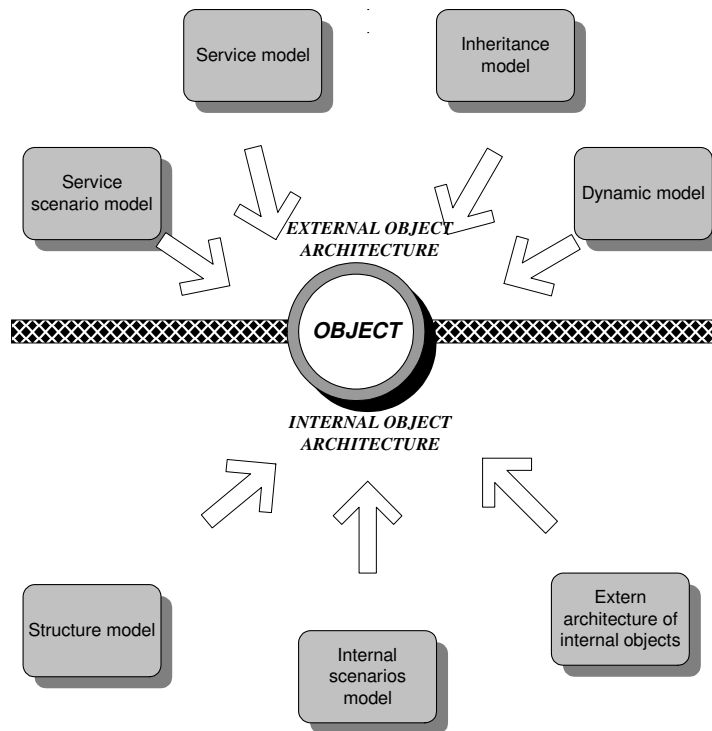 Service model
Inheritance
model
Service
scenario model
Dynamic model
EXTERNAL OBJECT
ARCHITECTURE
OBJECT
INTERNAL OBJECT
ARCHITECTURE
Structure model
Internal
scenarios
model
Extern
architecture of
internal objects